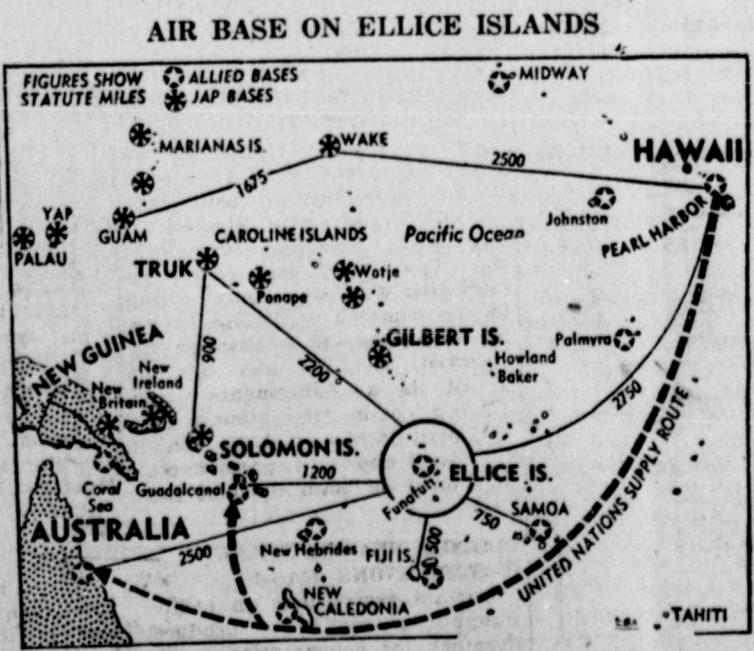 AIR BASE ON ELLICE ISLANDS
FIGURES SHOW
STATUTE MILES
ALLIED BASES
JAP BASES
MIDWAY
MARIANAS IS.
WAKE
HAWAII
2500
1675
Johnston
PEARL HARBOR
YAP
PALAU
GUAM
CAROLINE ISLANDS
Pacific Ocean
TRUK
Wotje
Ponape
GILBERT IS.
Palmyra
Howland
Baker
NEW GUINEA
New
Ireland
New
Britain
900
2200
2750
SOLOMON IS.
1200
ELLICE IS.
Funafuti
Coral
Sea
Guadalcanal
750
SAMOA
AUSTRALIA
2500
New Hebrides
FIJI IS.
500
UNITED NATIONS SUPPLY ROUTE
NEW
CALEDONIA
TAHITI